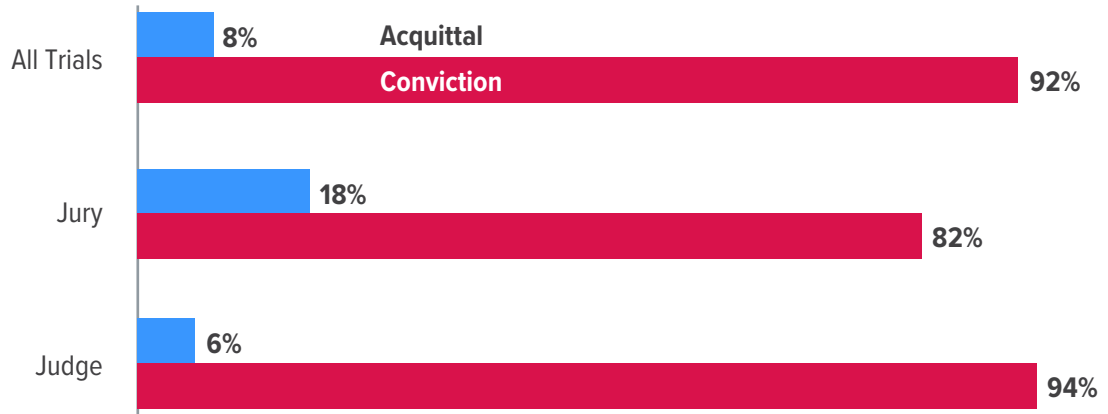 All Trials
8%
Acquittal
Conviction
92%
Jury
18%
82%
Judge
6%
94%